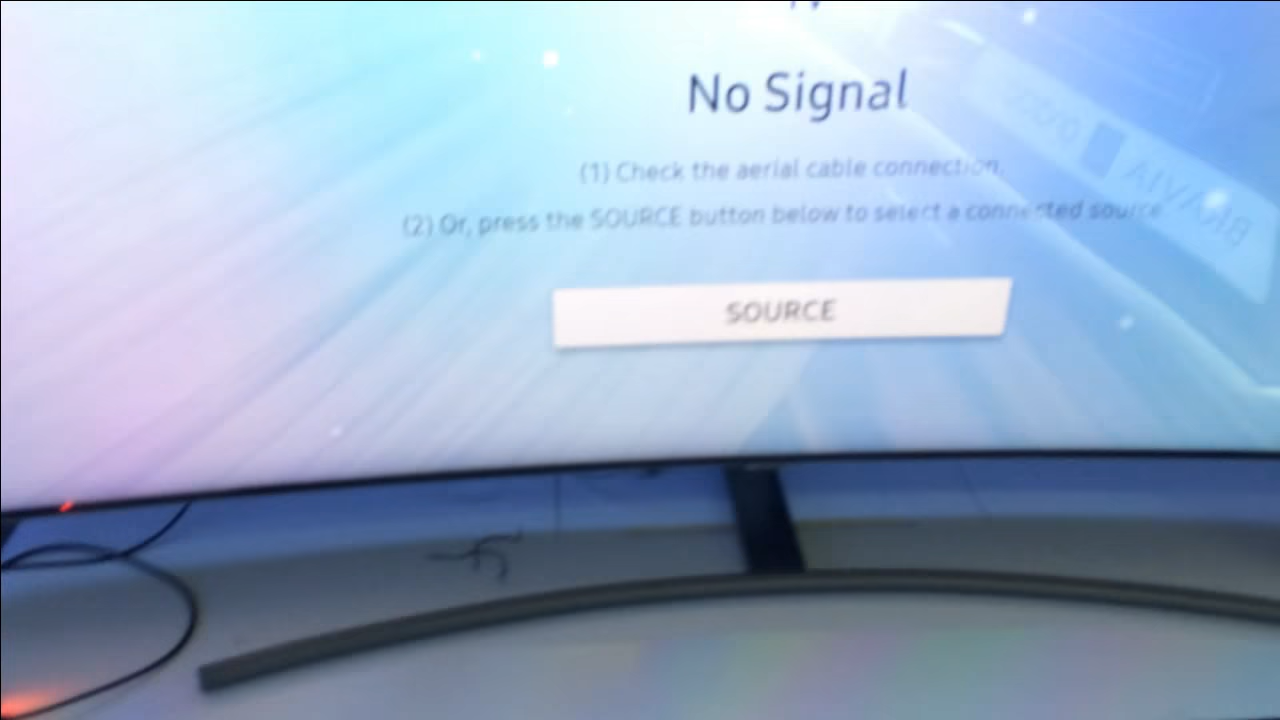 No Signal
(1) Check the aerial cable connection.
(2) Or, press the SOURCE button below to select a connected source
SOURCE